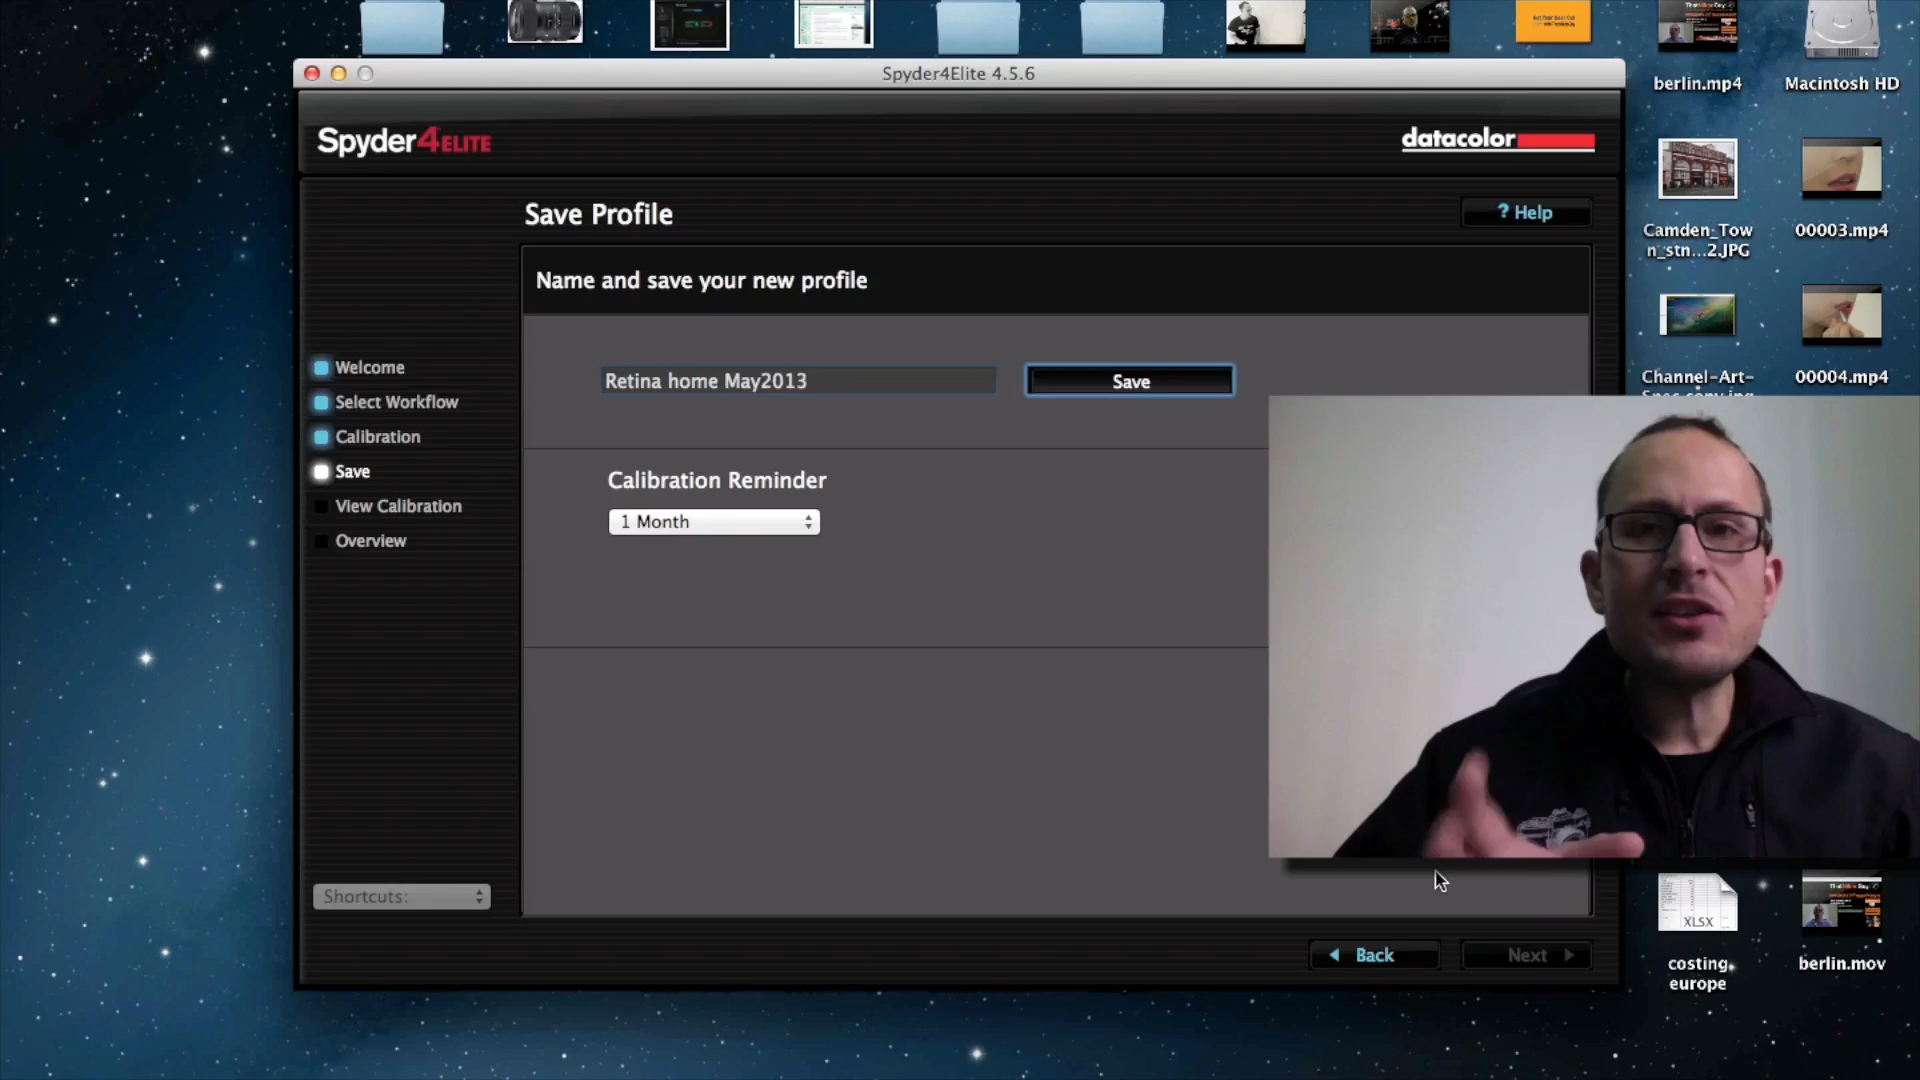 Spyder4Elite 4.5.6
berlin.mp4
Macintosh HD
Spyder4ELITE
datacolor
Save Profile
? Help
Camden_Tow
n_stn...2.JPG
00003.mp4
Name and save your new profile
Retina home May2013
Save
Channel-Art-
00004.mp4
Welcome
Select Workflow
Calibration
Save
View Calibration
Overview
Calibration Reminder
1 Month
Shortcuts:
Back
Next
XLSX
costing
europe
berlin.mov